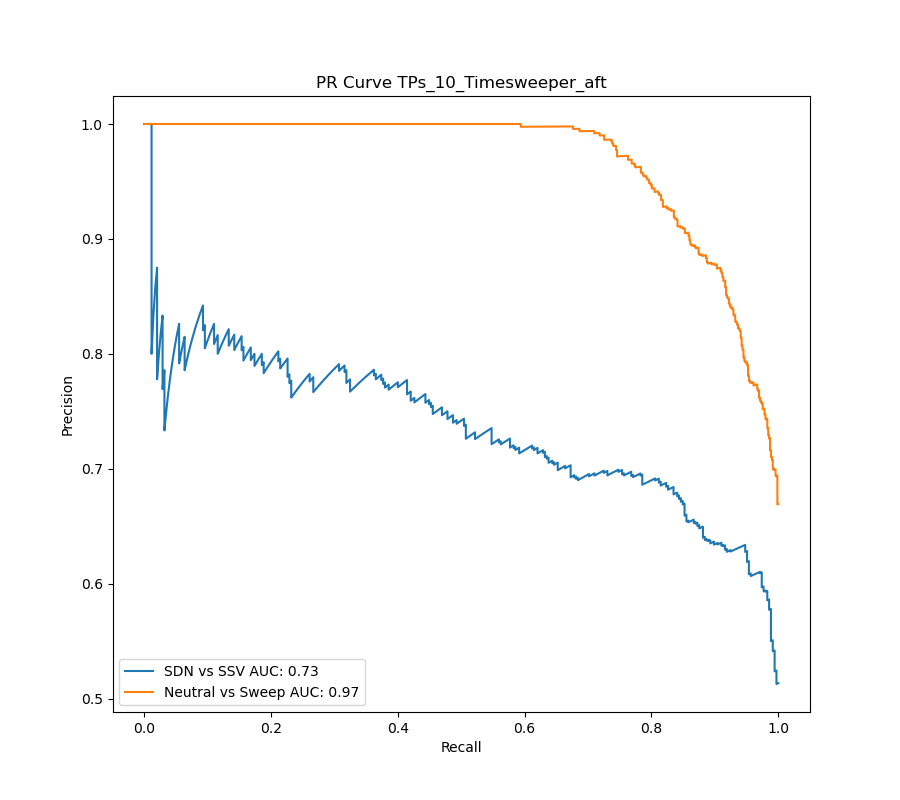 PR Curve TPs_10_Timesweeper_aft
1.0
0.9
0.8
0.7
0.6
0.5
Precision
SDN vs SSV AUC: 0.73
Neutral vs Sweep AUC: 0.97
0.0 0.2 0.4 0.6 0.8 1.0
Recall